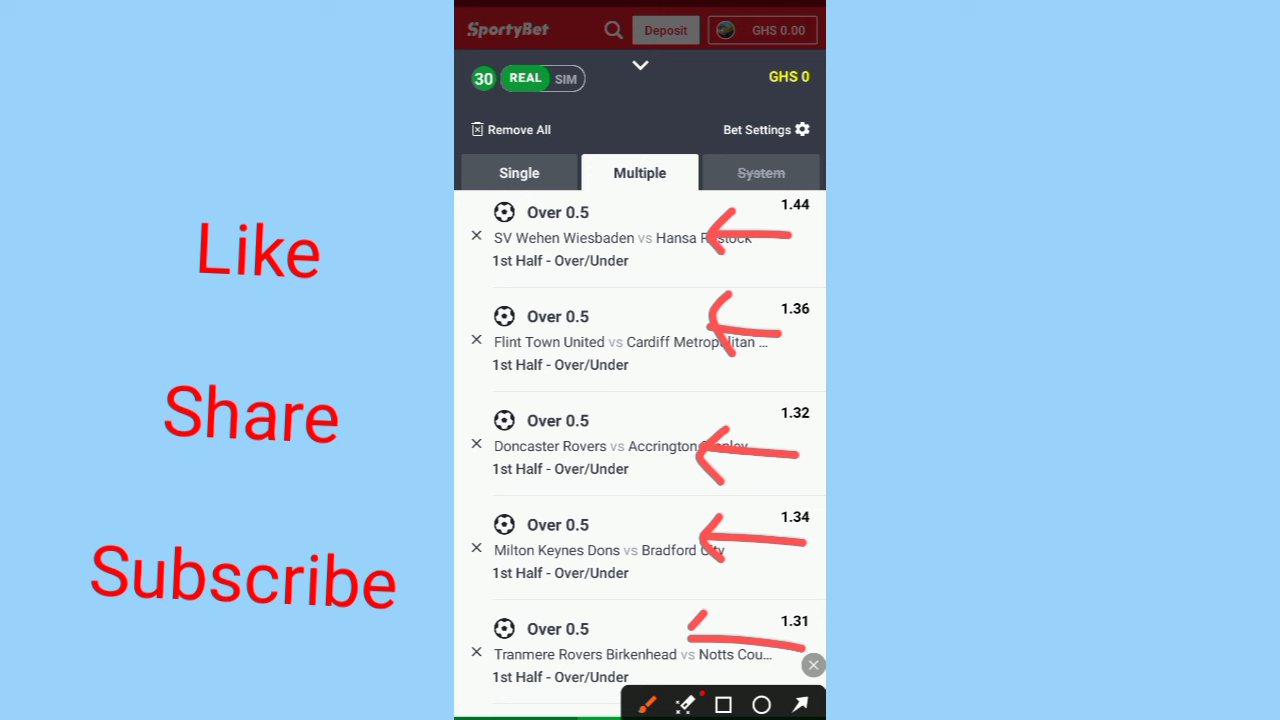 SportyBet
Deposit
GHS 0.00
30
REAL
SIM
GHS 0
Remove All
Bet Settings
Single
Multiple
System
Over 0.5
1.44
SV Wehen Wiesbaden vs Hansa
1st Half - Over/Under
Over 0.5
1.36
Flint Town United vs Cardiff Metropolitan ...
1st Half - Over/Under
Over 0.5
1.32
Doncaster Rovers vs Accrington
1st Half - Over/Under
Over 0.5
1.34
Milton Keynes Dons vs Bradford City
1st Half - Over/Under
Over 0.5
1.31
Tranmere Rovers Birkenhead vs Notts Cou...
1st Half - Over/Under
Like
Share
Subscribe